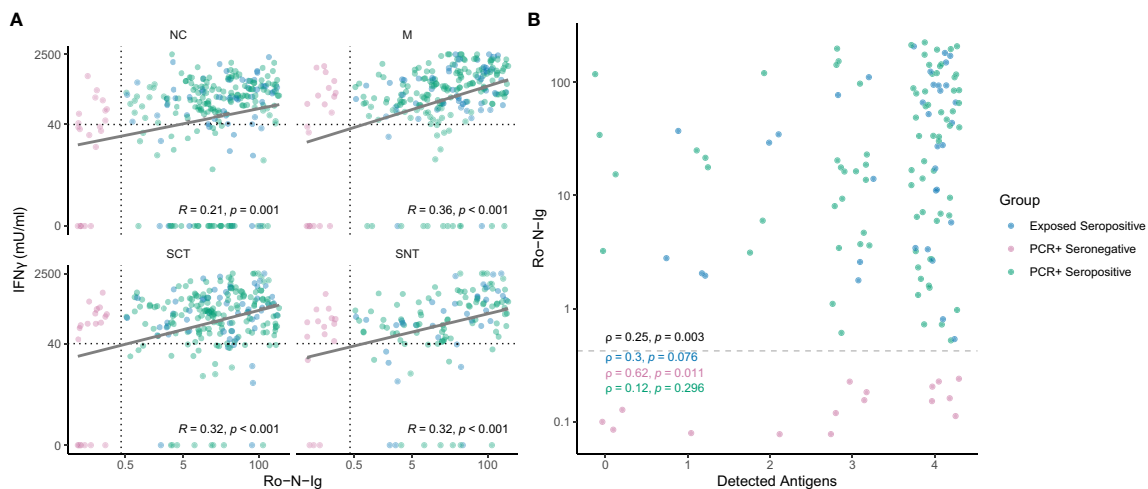 A
NC
M
2500
40
0
R = 0.21, p = 0.001
R = 0.36, p < 0.001
SCT
SNT
2500
40
0
R = 0.32, p < 0.001
R = 0.32, p < 0.001
0.5 5 100
0.5 5 100
Ro−N−Ig
IFNγ (mU/ml)
B
Ro−N−Ig
100
10
1
0.1
ρ = 0.25, p = 0.003
ρ = 0.3, p = 0.076
ρ = 0.62, p = 0.011
ρ = 0.12, p = 0.296
0 1 2 3 4
Detected Antigens
Group
Exposed Seropositive
PCR+ Seronegative
PCR+ Seropositive